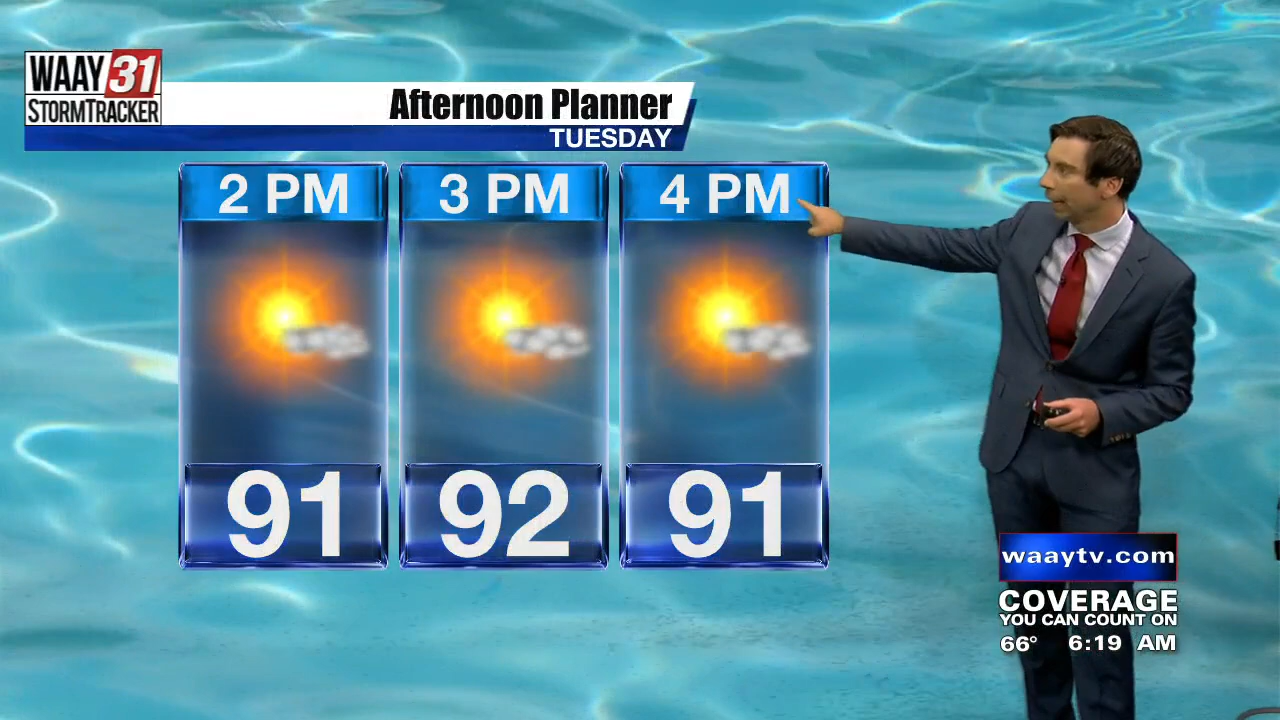 WAAY 31
STORMTRACKER
Afternoon Planner
TUESDAY
2 PM
3 PM
4 PM
91
92
91
waaytv.com
COVERAGE
YOU CAN COUNT ON
66° 6:19 AM